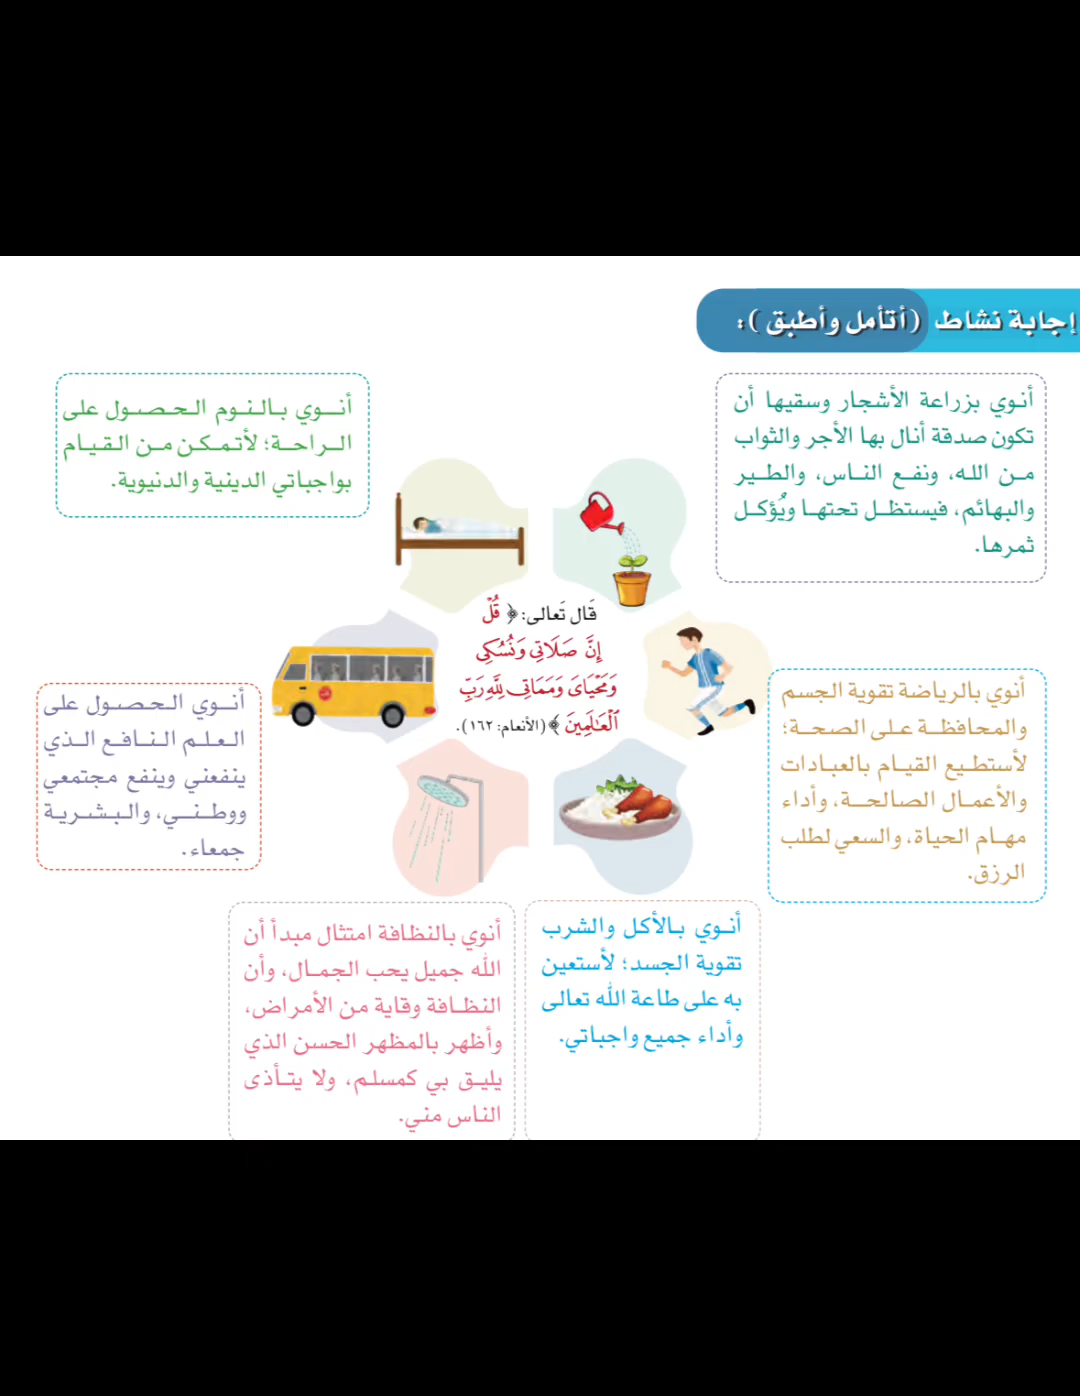 إجابة نشاط (أتأمل وأطبق):
أنوي بزراعة الأشجار وسقيها أن
تكون صدقة أنال بها الأجر والثواب
من الله، ونفع الناس، والطير
والبهائم، فيستظل تحتها ويُؤكل
ثمرها.
أنوي بالنوم الحصول على
الراحة؛ لأتمكن من القيام
بواجباتي الدينية والدنيوية.
قَال تَعالى: ﴿ قُلْ
إِنَّ صَلَاتِي وَنُسُكِي
وَمَحْيَايَ وَمَمَاتِي لِلَّهِ رَبِّ
ٱلْعَٰلَمِينَ ﴾ (الأنعام: ١٦٢).
أنوي بالرياضة تقوية الجسم
والمحافظة على الصحة؛
لأستطيع القيام بالعبادات
والأعمال الصالحة، وأداء
مهام الحياة، والسعي لطلب
الرزق.
أنوي الحصول على
العلم النافع الذي
ينفعني وينفع مجتمعي
ووطني، والبشرية
جمعاء.
أنوي بالأكل والشرب
تقوية الجسد؛ لأستعين
به على طاعة الله تعالى
وأداء جميع واجباتي.
أنوي بالنظافة امتثال مبدأ أن
الله جميل يحب الجمال، وأن
النظافة وقاية من الأمراض،
وأظهر بالمظهر الحسن الذي
يليق بي كمسلم، ولا يتأذى
الناس مني.